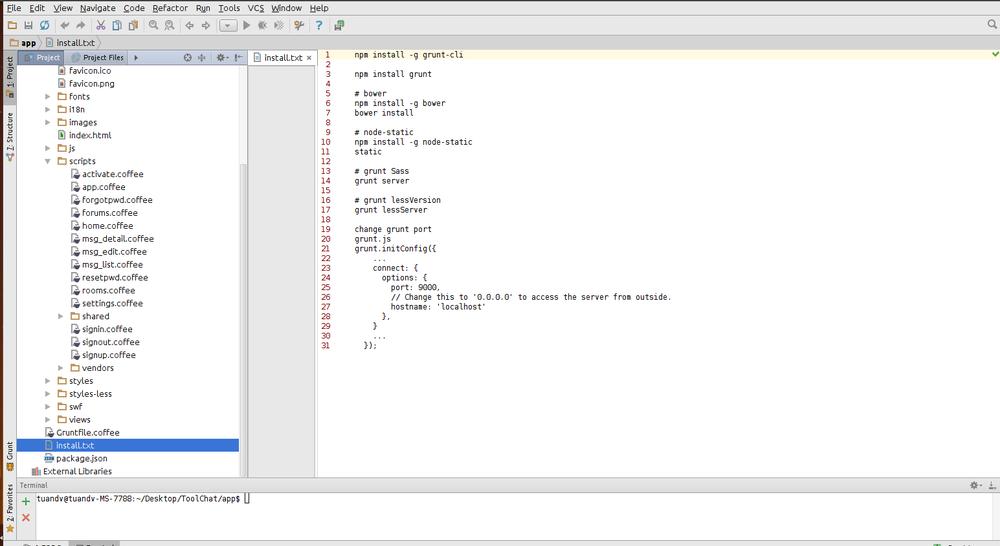 File Edit View Navigate Code Refactor Run Tools VCS Window Help
app install.txt
1: Project
Project Project Files
install.txt
favicon.ico
favicon.png
fonts
i18n
images
index.html
js
scripts
activate.coffee
app.coffee
forgotpwd.coffee
forums.coffee
home.coffee
msg_detail.coffee
msg_edit.coffee
msg_list.coffee
resetpwd.coffee
rooms.coffee
settings.coffee
shared
signin.coffee
signout.coffee
signup.coffee
vendors
styles
styles-less
swf
views
Gruntfile.coffee
install.txt
package.json
External Libraries
7: Structure
Grunt
2: Favorites
1 npm install -g grunt-cli
2
3 npm install grunt
4
5 # bower
6 npm install -g bower
7 bower install
8
9 # node-static
10 npm install -g node-static
11 static
12
13 # grunt Sass
14 grunt server
15
16 # grunt lessVersion
17 grunt lessServer
18
19 change grunt port
20 grunt.js
21 grunt.initConfig({
22 ...
23 connect: {
24 options: {
25 port: 9000,
26 // Change this to '0.0.0.0' to access the server from outside.
27 hostname: 'localhost'
28 },
29 }
30 ...
31 });
Terminal
tuandv@tuandv-MS-7788:~/Desktop/ToolChat/app$